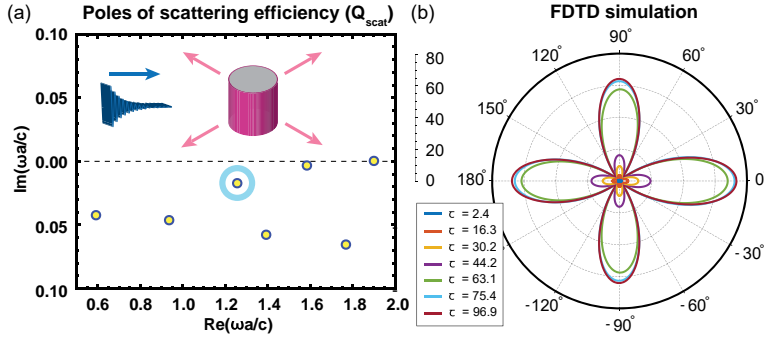 (a) Poles of scattering efficiency (Q_scat)
0.10
0.05
0.00
0.05
0.10
Im(ωa/c)
0.6 0.8 1.0 1.2 1.4 1.6 1.8 2.0
Re(ωa/c)
(b) FDTD simulation
80
60
40
20
0
90°
120° 60°
150° 30°
180° 0
-150° -30°
-120° -60°
-90°
τ = 2.4
τ = 16.3
τ = 30.2
τ = 44.2
τ = 63.1
τ = 75.4
τ = 96.9